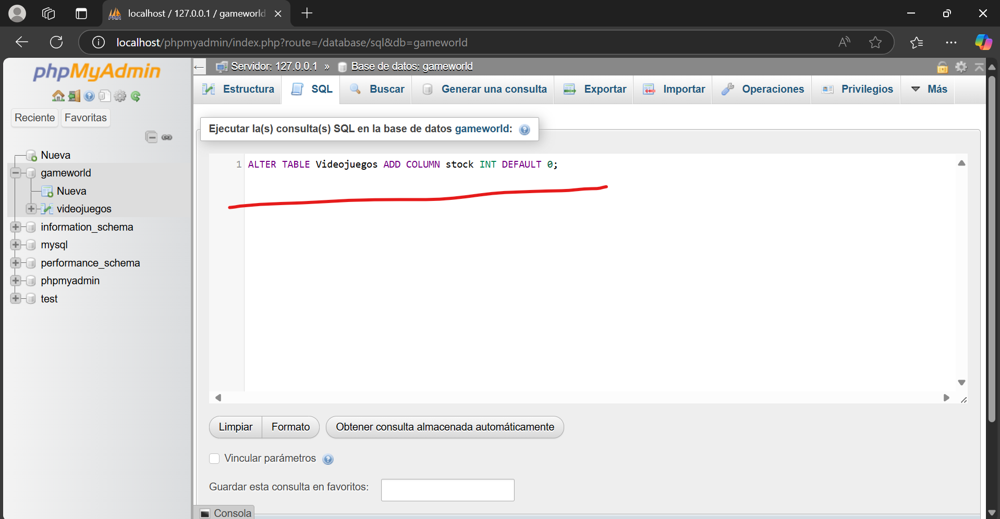 localhost / 127.0.0.1 / gameworld
localhost/phpmyadmin/index.php?route=/database/sql&db=gameworld
phpMyAdmin
Reciente
Favoritas
Nueva
gameworld
Nueva
videojuegos
information_schema
mysql
performance_schema
phpmyadmin
test
Servidor: 127.0.0.1 » Base de datos: gameworld
Estructura
SQL
Buscar
Generar una consulta
Exportar
Importar
Operaciones
Privilegios
Más
Ejecutar la(s) consulta(s) SQL en la base de datos gameworld:
1 ALTER TABLE Videojuegos ADD COLUMN stock INT DEFAULT 0;
Limpiar
Formato
Obtener consulta almacenada automáticamente
Vincular parámetros
Guardar esta consulta en favoritos:
Consola